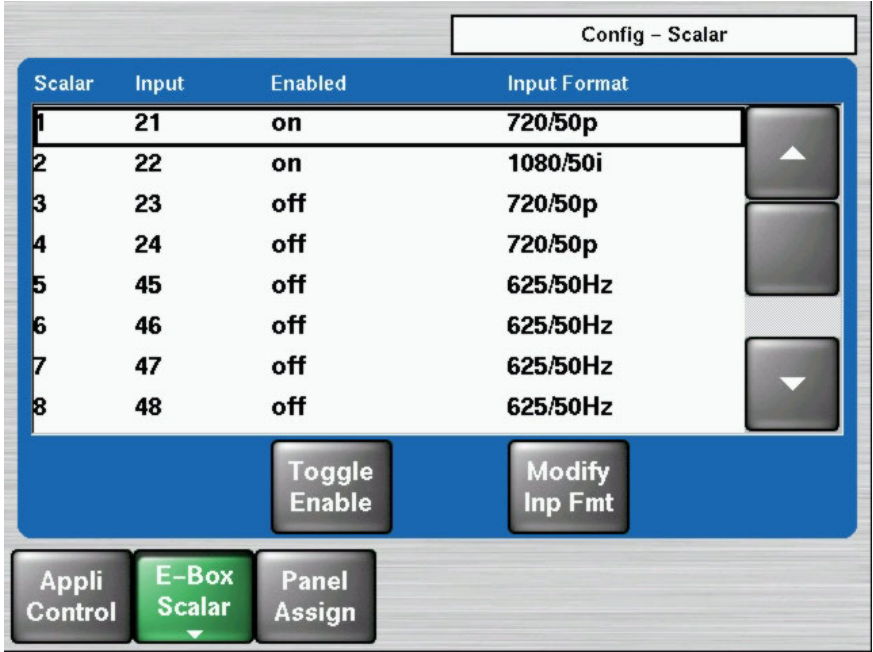 Config - Scalar
Scalar Input Enabled Input Format
1 21 on 720/50p
2 22 on 1080/50i
3 23 off 720/50p
4 24 off 720/50p
5 45 off 625/50Hz
6 46 off 625/50Hz
7 47 off 625/50Hz
8 48 off 625/50Hz
Toggle
Enable
Modify
Inp Fmt
Appli
Control
E-Box
Scalar
Panel
Assign